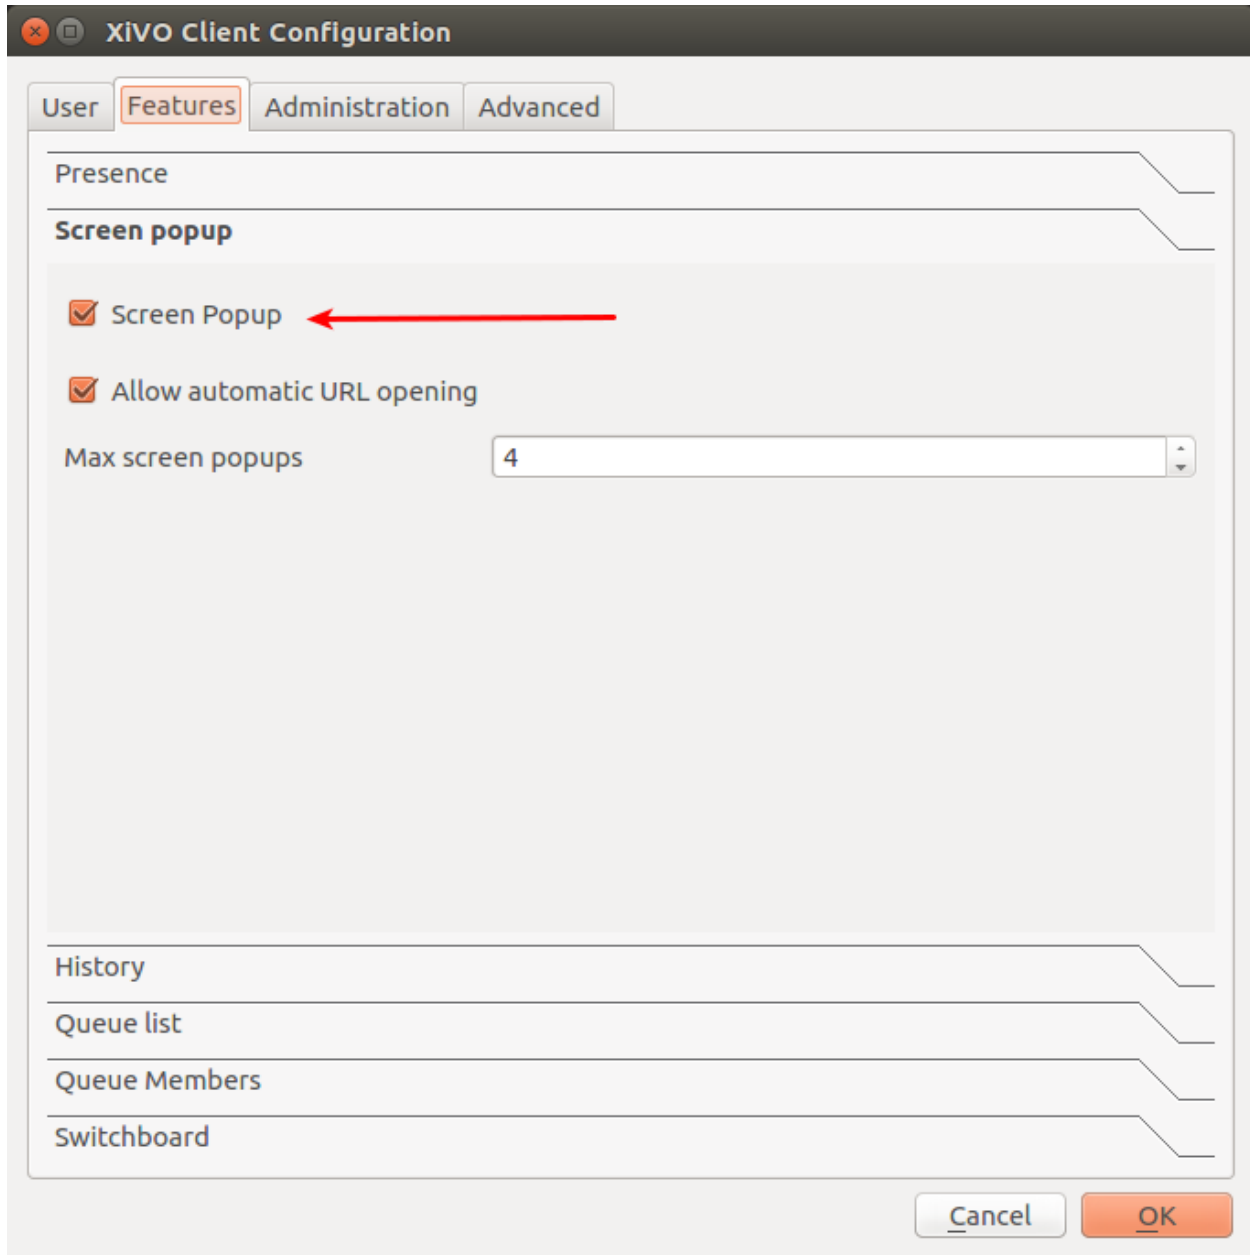 XiVO Client Configuration
User Features Administration Advanced
Presence
Screen popup
Screen Popup
Allow automatic URL opening
Max screen popups 4
History
Queue list
Queue Members
Switchboard
Cancel OK